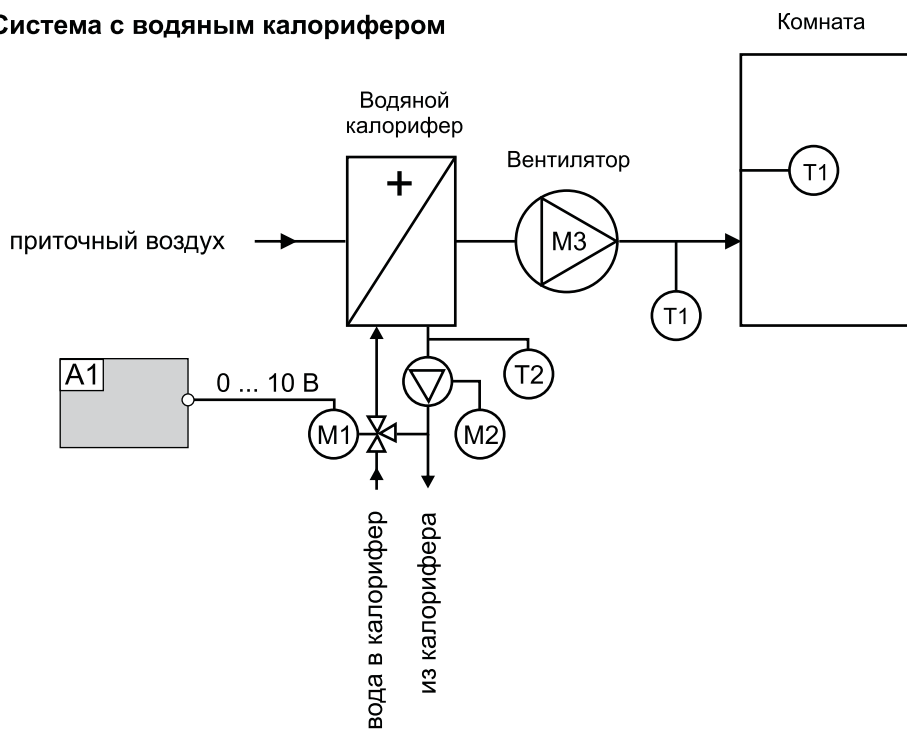 Система с водяным калорифером
Комната
Водяной
калорифер
Вентилятор
+
T1
приточный воздух
M3
T1
A1
0 ... 10 В
T2
M1
M2
вода в калорифер
из калорифера